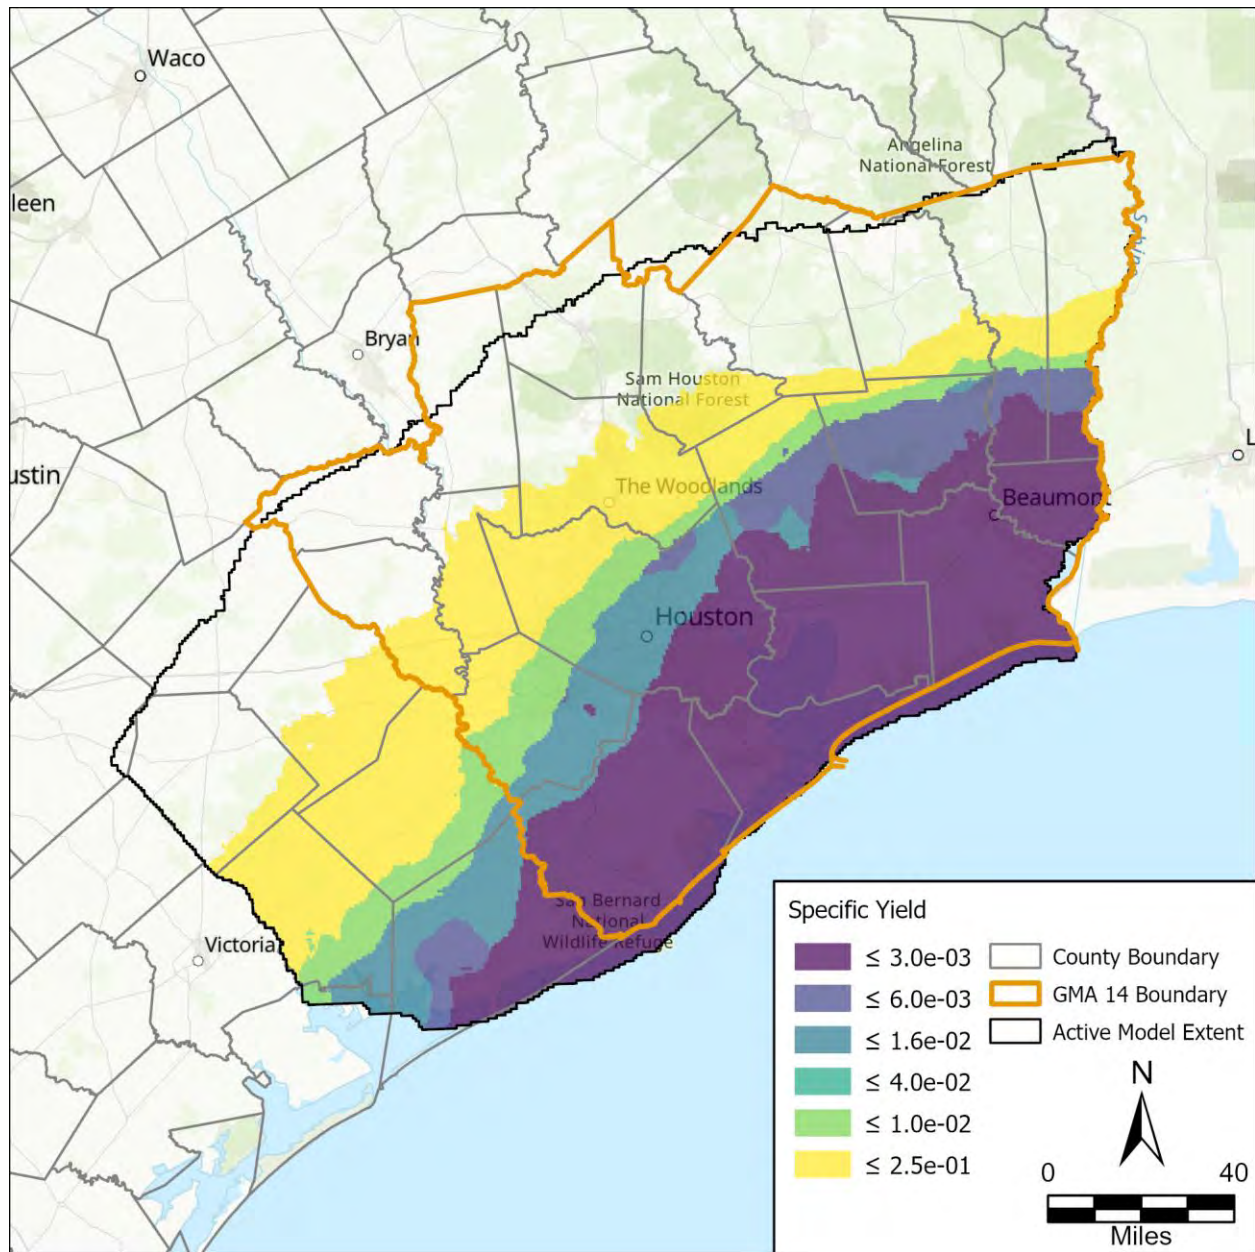 Waco
Angelina
National Forest
leen
Bryan
Sam Houston
National Forest
ustin
The Woodlands
L
Beaumon
Houston
San Bernard
National
Wildlife Refuge
Victoria
Specific Yield
≤ 3.0e-03
≤ 6.0e-03
≤ 1.6e-02
≤ 4.0e-02
≤ 1.0e-02
≤ 2.5e-01
County Boundary
GMA 14 Boundary
Active Model Extent
N
0 40
Miles